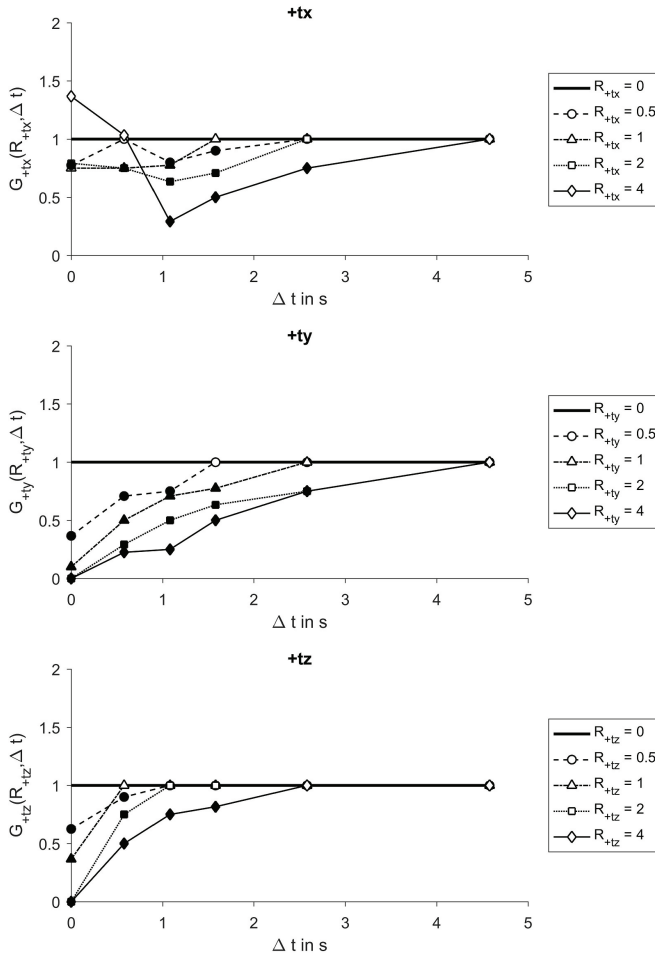 +tx
2
1.5
1
0.5
0
G+tx(R+tx,Δ t)
0 1 2 3 4 5
Δ t in s
R+tx = 0
R+tx = 0.5
R+tx = 1
R+tx = 2
R+tx = 4
+ty
2
1.5
1
0.5
0
G+ty(R+ty,Δ t)
0 1 2 3 4 5
Δ t in s
R+ty = 0
R+ty = 0.5
R+ty = 1
R+ty = 2
R+ty = 4
+tz
2
1.5
1
0.5
0
G+tz(R+tz,Δ t)
0 1 2 3 4 5
Δ t in s
R+tz = 0
R+tz = 0.5
R+tz = 1
R+tz = 2
R+tz = 4